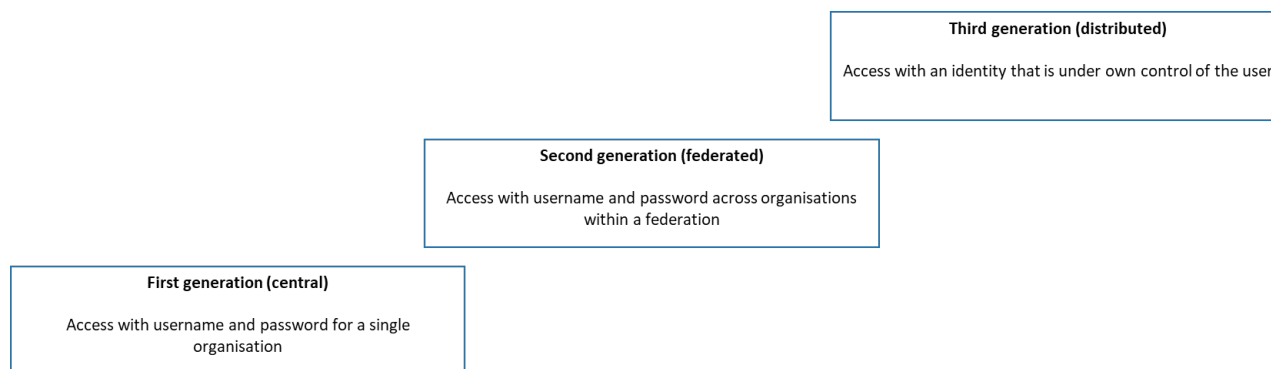 Third generation (distributed)
Access with an identity that is under own control of the user
Second generation (federated)
Access with username and password across organisations
within a federation
First generation (central)
Access with username and password for a single
organisation